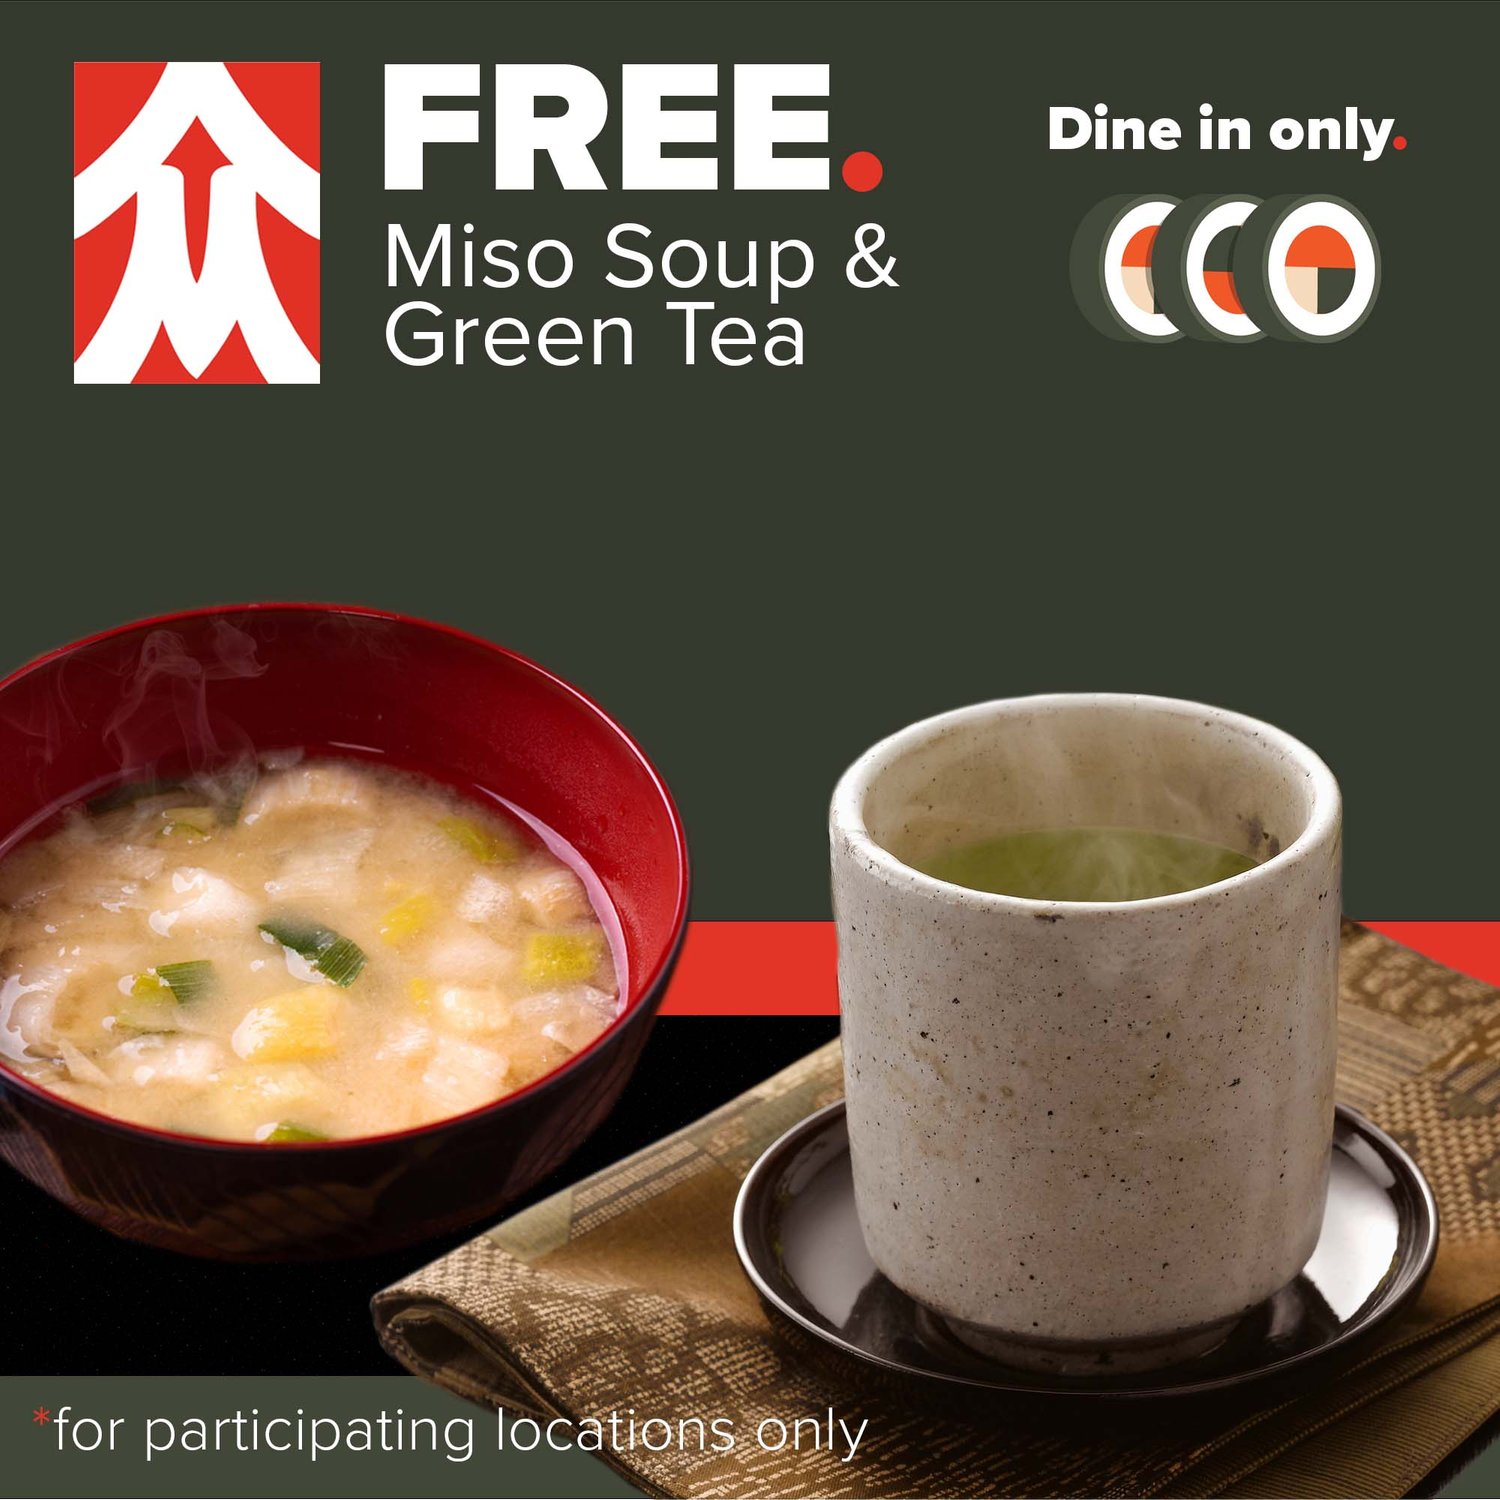 FREE.
Miso Soup &
Green Tea
Dine in only.
*for participating locations only